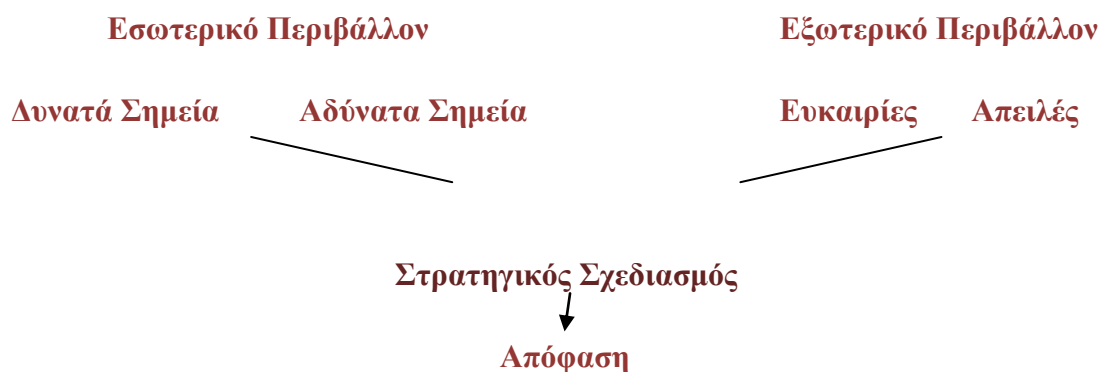 Εσωτερικό Περιβάλλον Εξωτερικό Περιβάλλον
Δυνατά Σημεία Αδύνατα Σημεία Ευκαιρίες Απειλές
Στρατηγικός Σχεδιασμός
Απόφαση